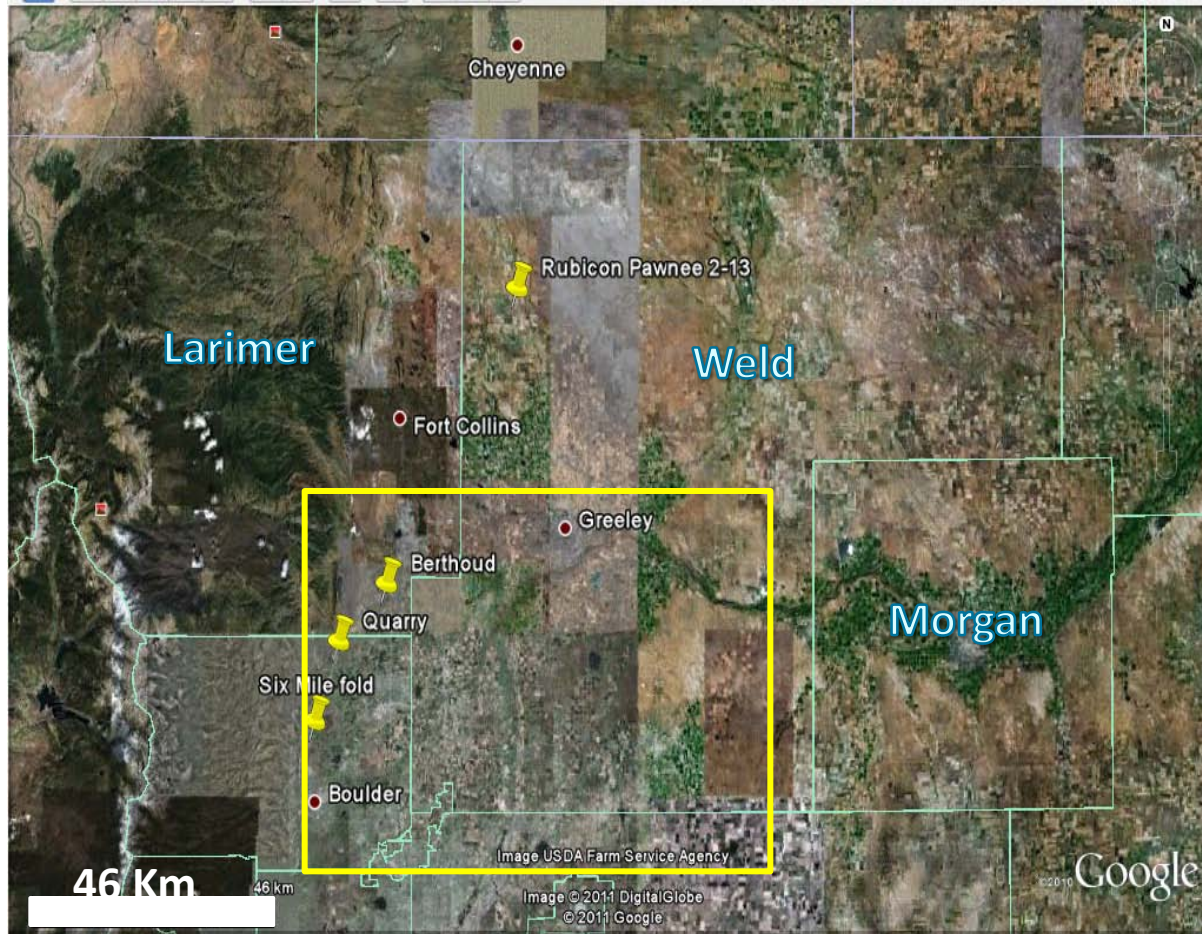 N
Cheyenne
Rubicon Pawnee 2-13
Larimer
Weld
Fort Collins
Greeley
Berthoud
Quarry
Morgan
Six Mile fold
Boulder
Image USDA Farm Service Agency
46 Km
46 km
Image © 2011 DigitalGlobe
© 2011 Google
©2010 Google